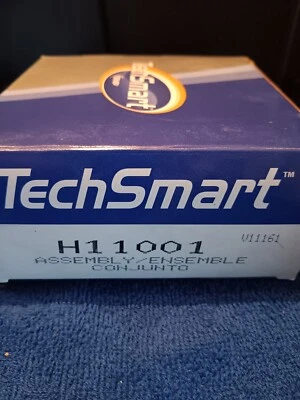 TechSmart
TechSmart™
H11001
V11161
ASSEMBLY/ENSEMBLE
CONJUNTO